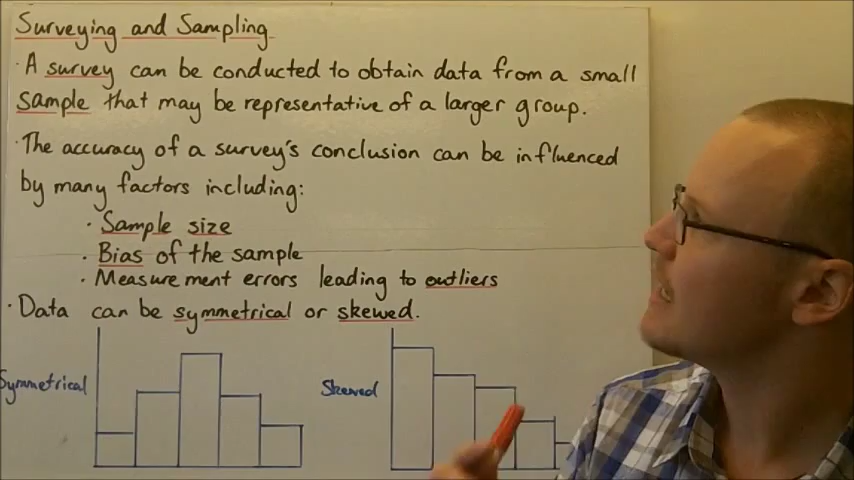 Surveying and Sampling
· A survey can be conducted to obtain data from a small
sample that may be representative of a larger group.
· The accuracy of a survey's conclusion can be influenced
by many factors including:
· Sample size
· Bias of the sample
· Measurement errors leading to outliers
· Data can be symmetrical or skewed.
Symmetrical
Skewed